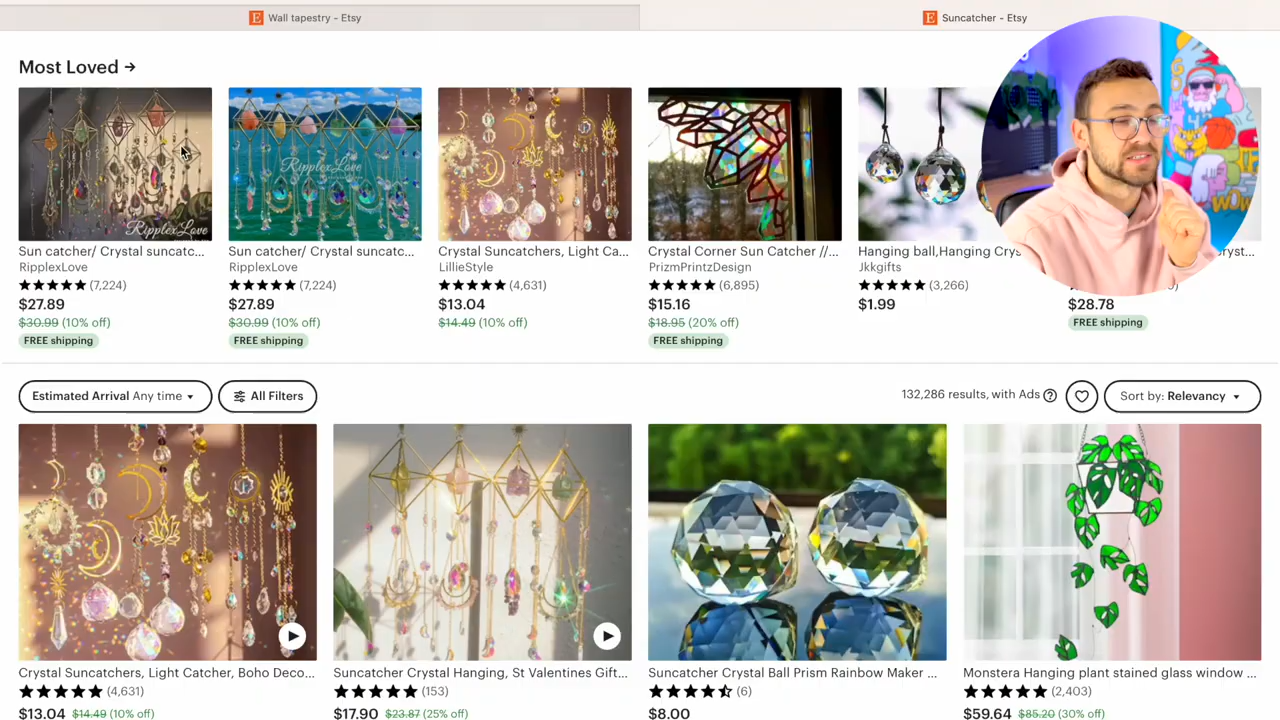 Wall tapestry - Etsy
Suncatcher - Etsy
Most Loved →
RipplexLove
RipplexLove
Sun catcher/ Crystal suncatc...
RipplexLove
★★★★★ (7,224)
$27.89
$30.99 (10% off)
FREE shipping
Sun catcher/ Crystal suncatc...
RipplexLove
★★★★★ (7,224)
$27.89
$30.99 (10% off)
FREE shipping
Crystal Suncatchers, Light Ca...
LillieStyle
★★★★★ (4,631)
$13.04
$14.49 (10% off)
Crystal Corner Sun Catcher //...
PrizmPrintzDesign
★★★★★ (6,895)
$15.16
$18.95 (20% off)
FREE shipping
Hanging ball,Hanging Crys
Jkkgifts
★★★★★ (3,266)
$1.99
$28.78
FREE shipping
WOW
Estimated Arrival Any time
All Filters
132,286 results, with Ads ?
Sort by: Relevancy
Crystal Suncatchers, Light Catcher, Boho Deco...
★★★★★ (4,631)
$13.04 $14.49 (10% off)
Suncatcher Crystal Hanging, St Valentines Gift...
★★★★★ (153)
$17.90 $23.87 (25% off)
Suncatcher Crystal Ball Prism Rainbow Maker ...
(6)
$8.00
Monstera Hanging plant stained glass window ...
★★★★★ (2,403)
$59.64 $85.20 (30% off)